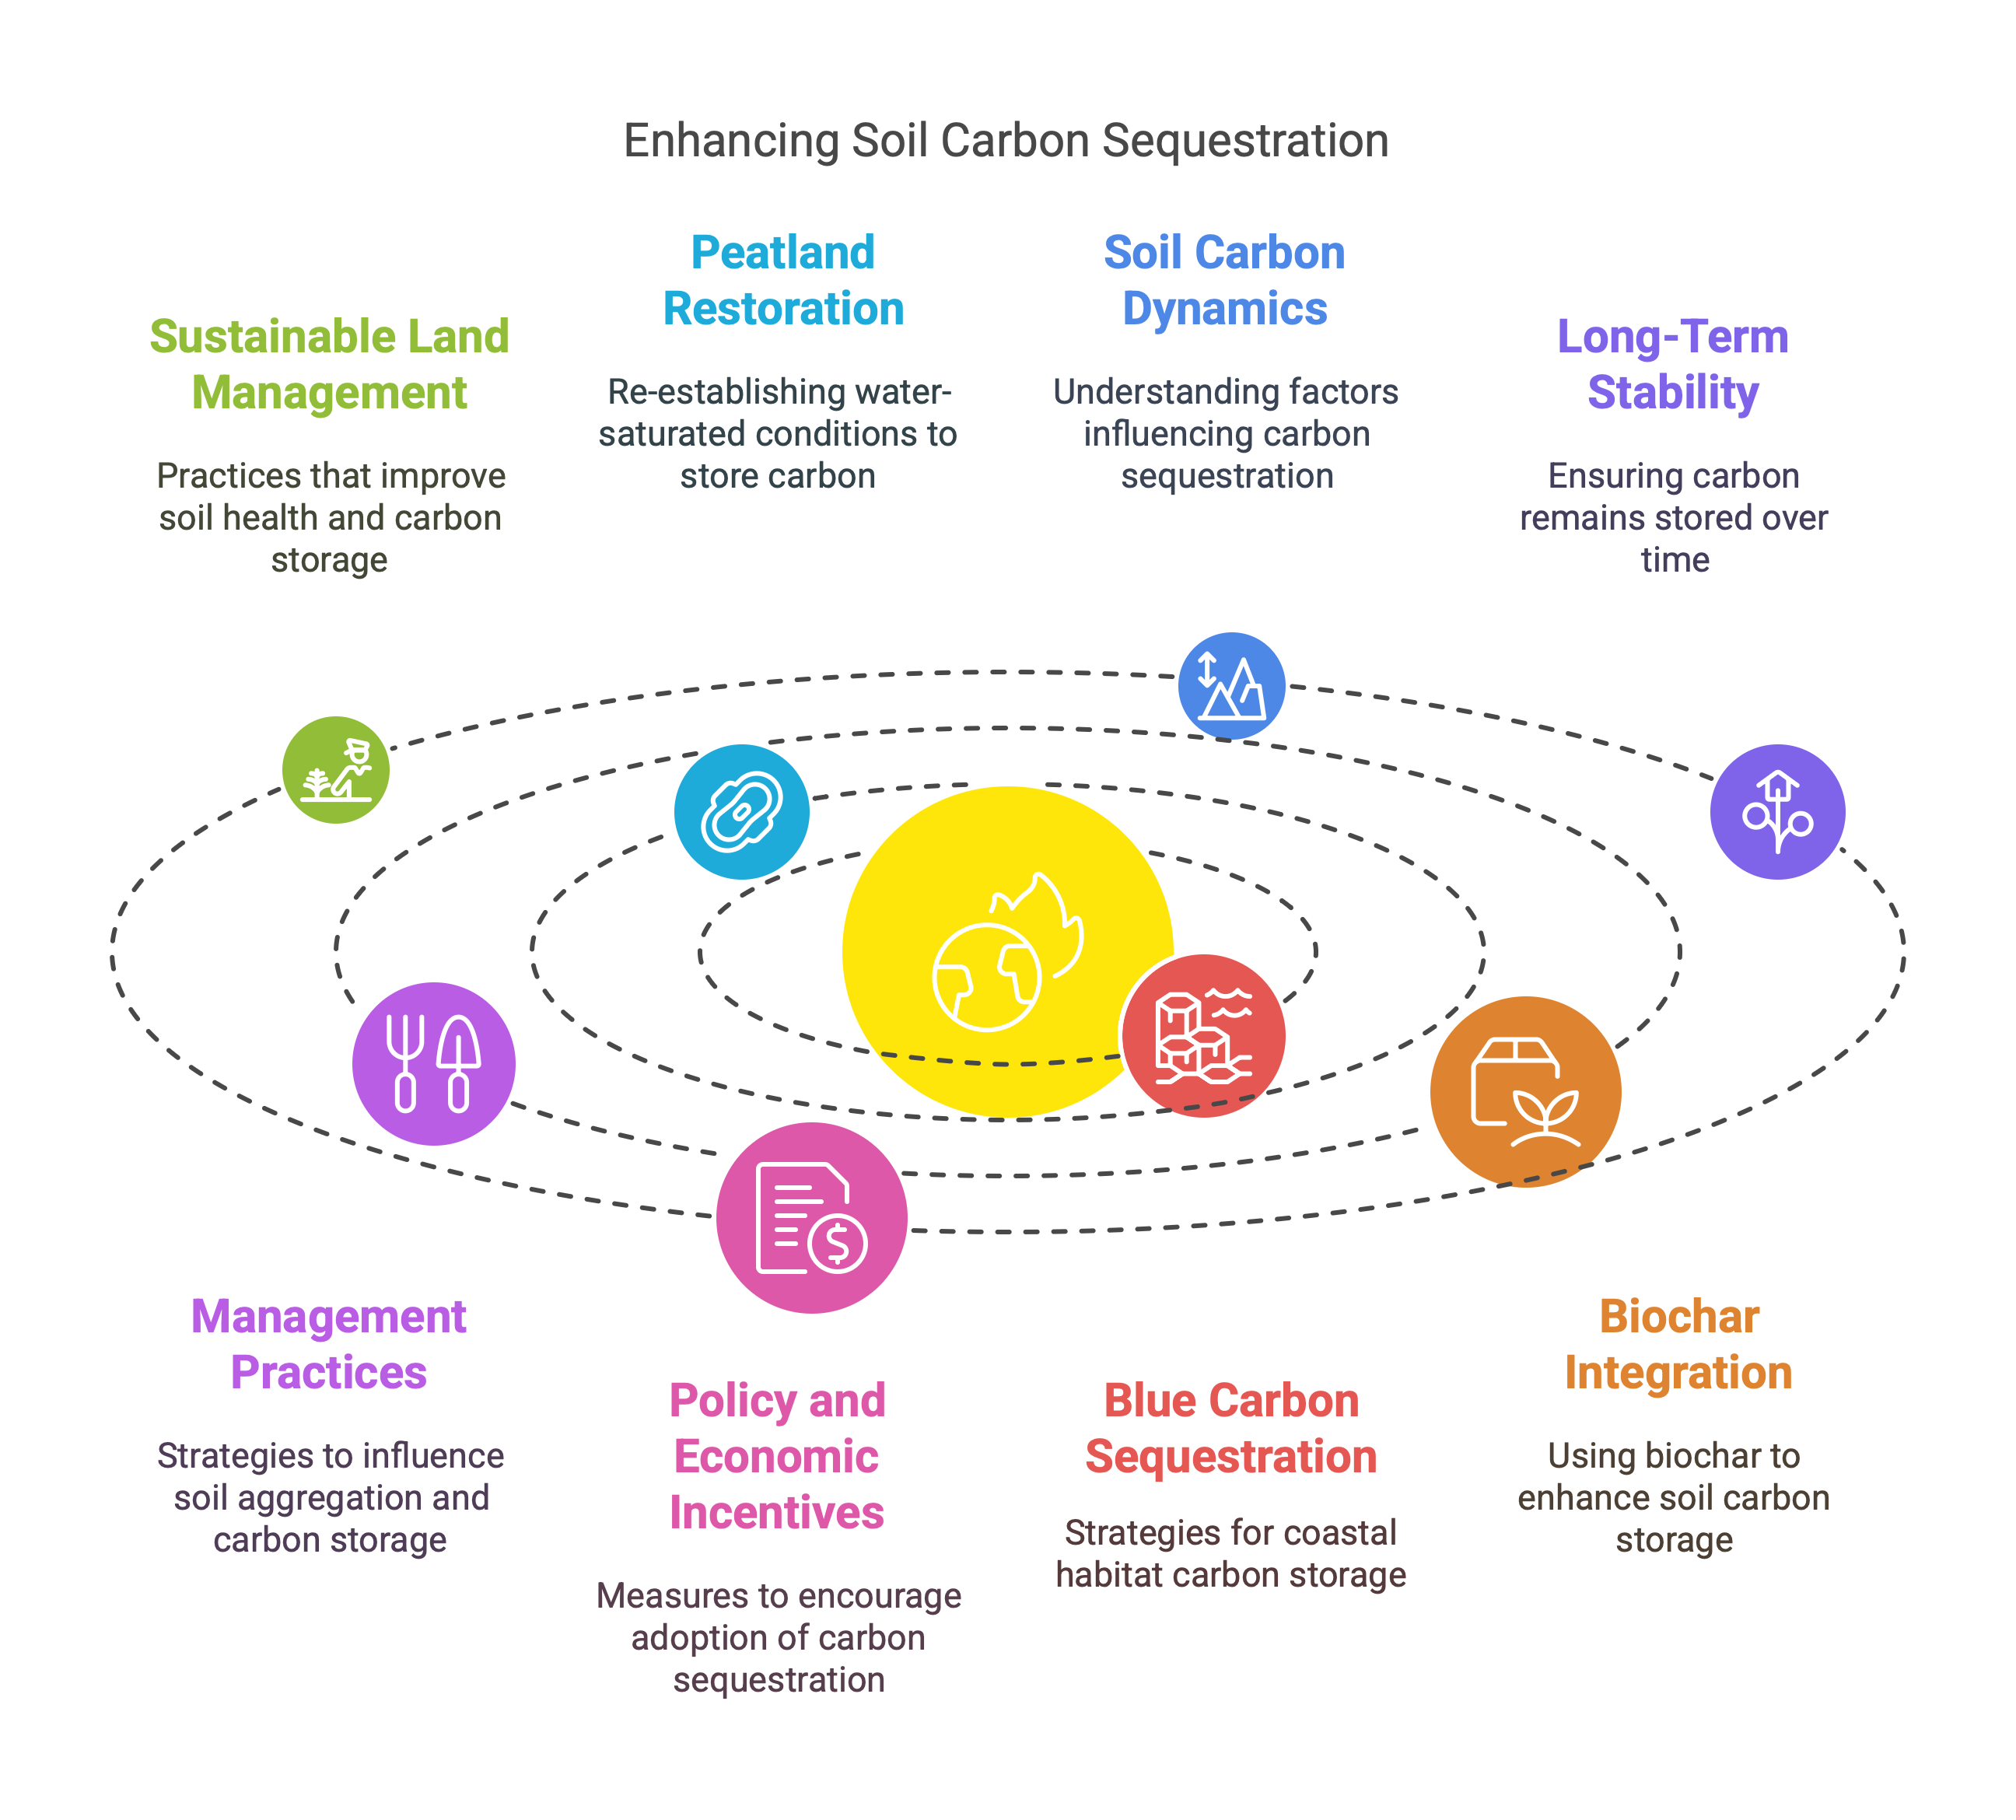 Enhancing Soil Carbon Sequestration
Sustainable Land
Management
Practices that improve
soil health and carbon
storage
Peatland
Restoration
Re-establishing water-
saturated conditions to
store carbon
Soil Carbon
Dynamics
Understanding factors
influencing carbon
sequestration
Long-Term
Stability
Ensuring carbon
remains stored over
time
$
Management
Practices
Strategies to influence
soil aggregation and
carbon storage
Policy and
Economic
Incentives
Measures to encourage
adoption of carbon
sequestration
Blue Carbon
Sequestration
Strategies for coastal
habitat carbon storage
Biochar
Integration
Using biochar to
enhance soil carbon
storage